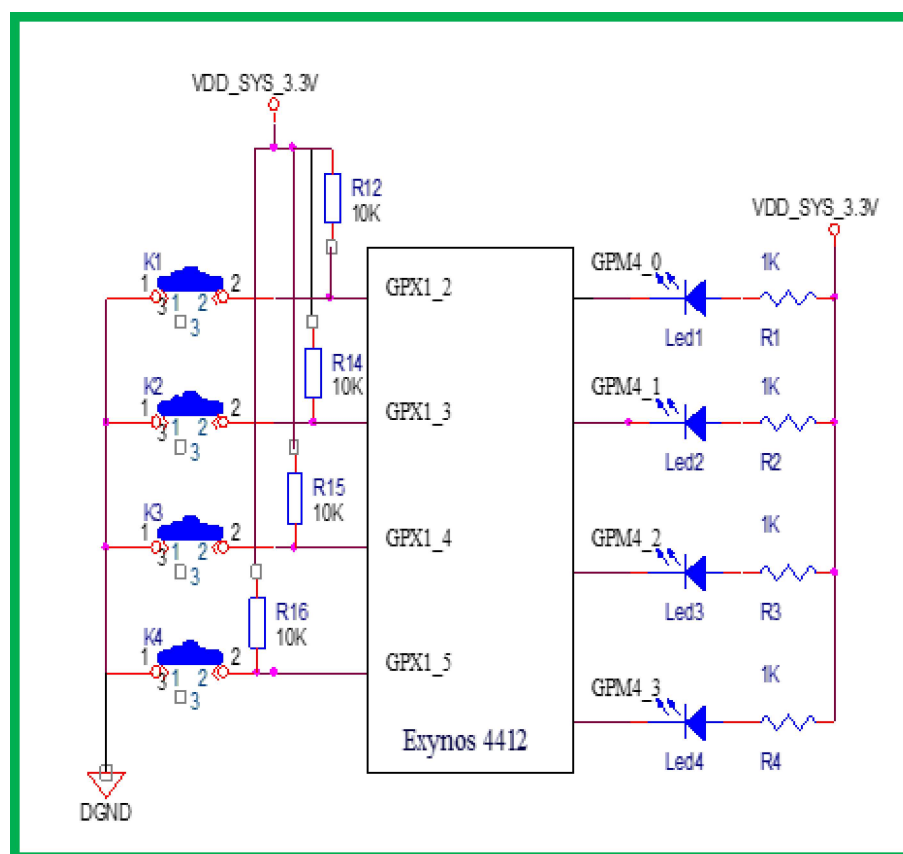 VDD_SYS_3.3V
R12
10K
VDD_SYS_3.3V
K1
1 2
3 1 2
3
GPX1_2
GPM4_0
1K
Led1
R1
R14
10K
K2
1 2
3 1 2
3
GPX1_3
GPM4_1
1K
Led2
R2
R15
10K
K3
1 2
3 1 2
3
GPX1_4
GPM4_2
1K
Led3
R3
R16
10K
K4
1 2
3 1 2
3
GPX1_5
GPM4_3
1K
Led4
R4
Exynos 4412
DGND